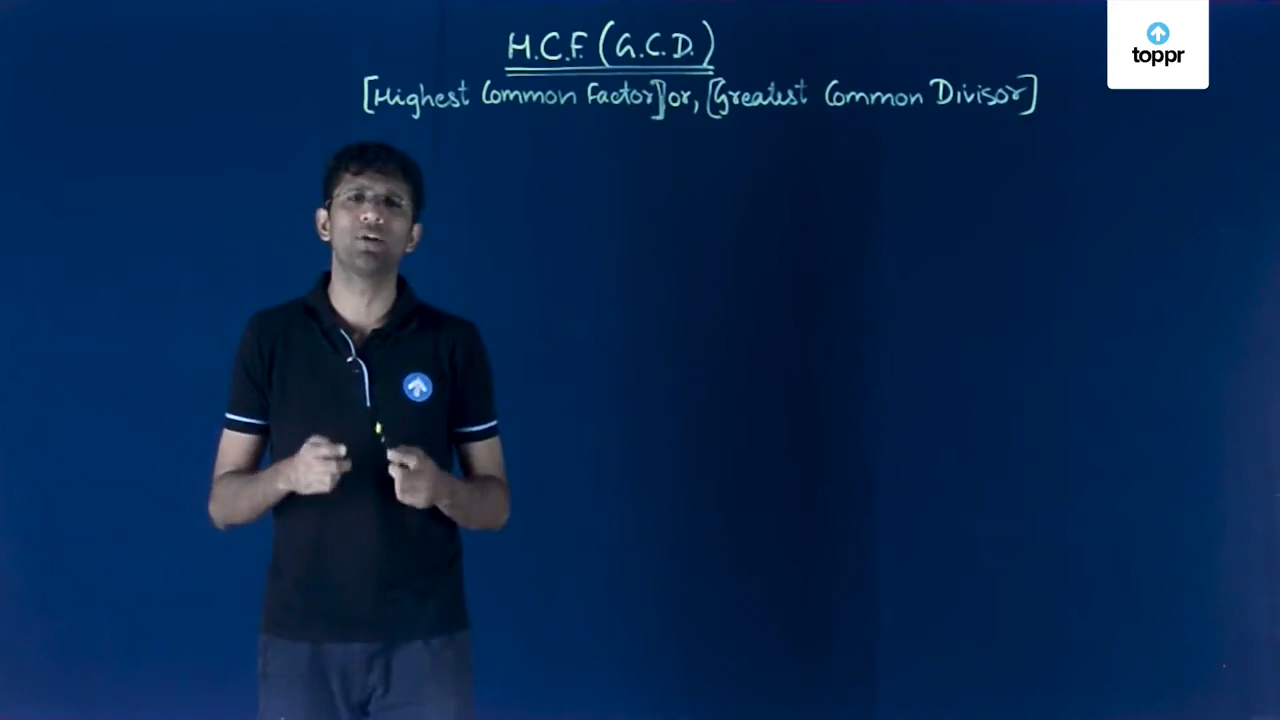 H.C.F. (G.C.D.)
[Highest Common Factor] or, [Greatest Common Divisor]
toppr